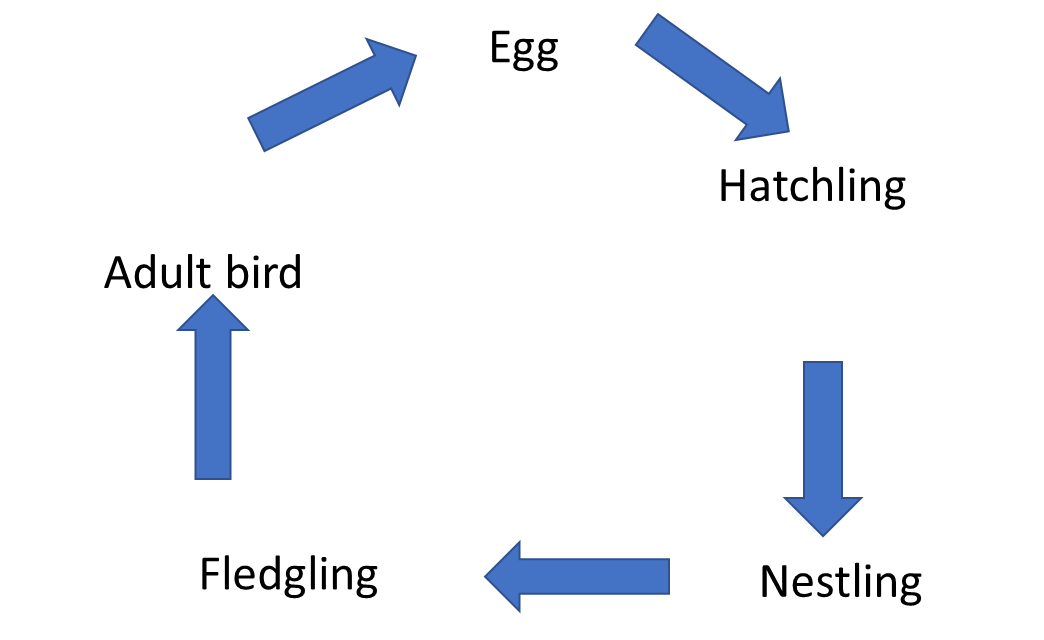 Egg
Hatchling
Nestling
Fledgling
Adult bird